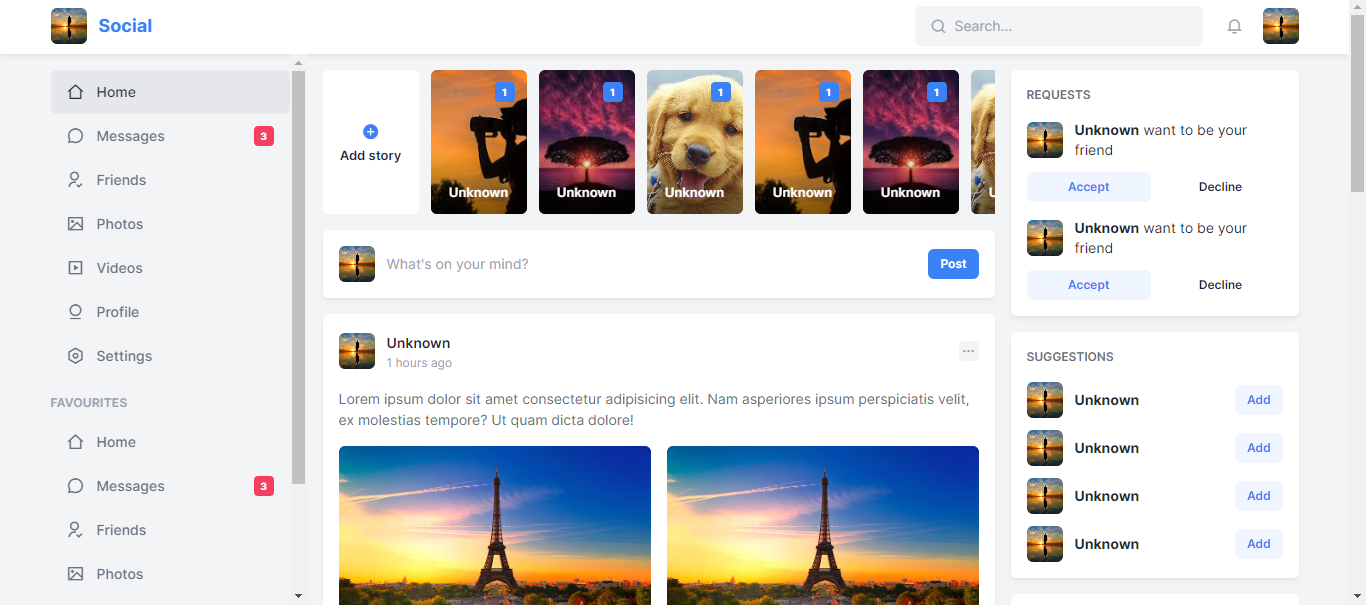 Social
Search...
Home
Messages 3
Friends
Photos
Videos
Profile
Settings
FAVOURITES
Home
Messages 3
Friends
Photos
Add story
1
Unknown
1
Unknown
1
Unknown
1
Unknown
1
Unknown
What's on your mind?
Post
Unknown
1 hours ago
Lorem ipsum dolor sit amet consectetur adipisicing elit. Nam asperiores ipsum perspiciatis velit,
ex molestias tempore? Ut quam dicta dolore!
REQUESTS
Unknown want to be your
friend
Accept Decline
Unknown want to be your
friend
Accept Decline
SUGGESTIONS
Unknown Add
Unknown Add
Unknown Add
Unknown Add